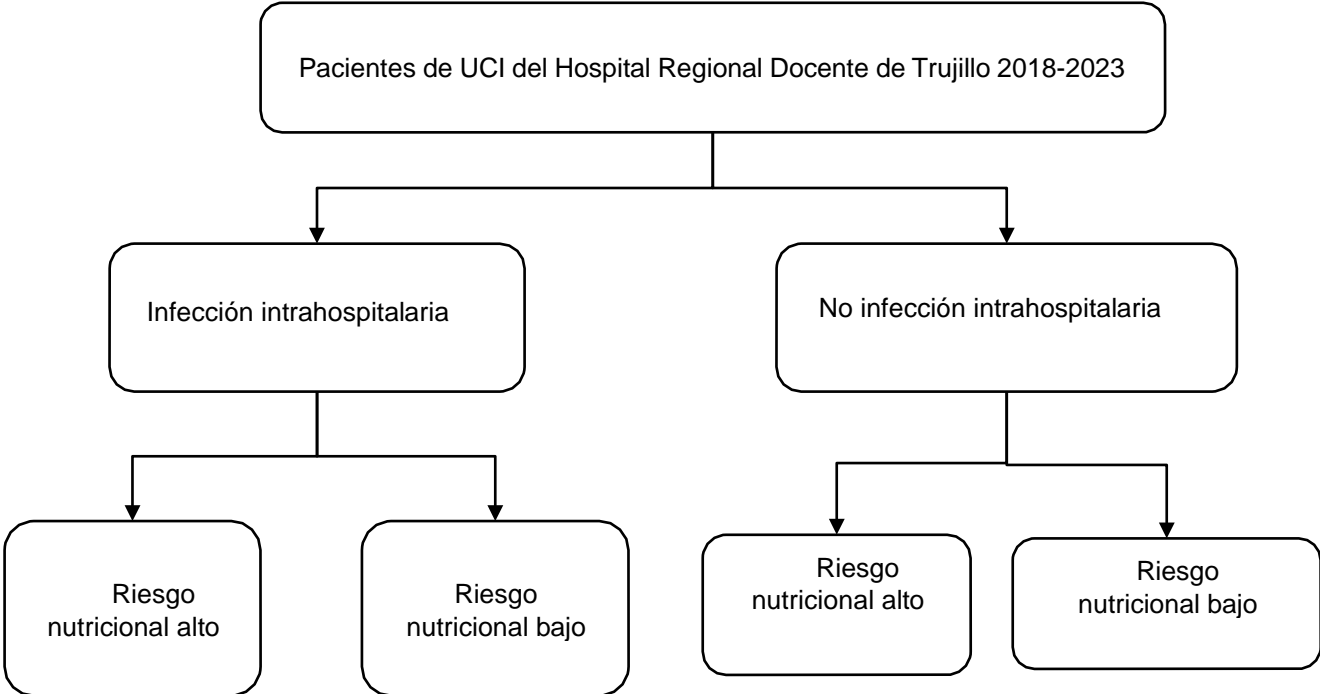 Pacientes de UCI del Hospital Regional Docente de Trujillo 2018-2023
Infección intrahospitalaria
No infección intrahospitalaria
Riesgo
nutricional alto
Riesgo
nutricional bajo
Riesgo
nutricional alto
Riesgo
nutricional bajo